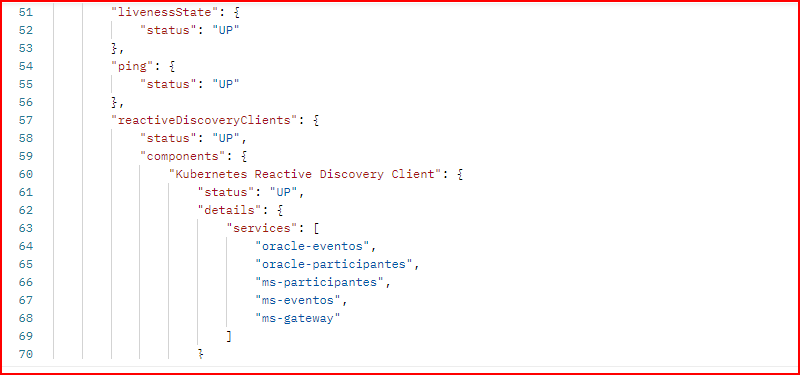 51 "livenessState": {
52 "status": "UP"
53 },
54 "ping": {
55 "status": "UP"
56 },
57 "reactiveDiscoveryClients": {
58 "status": "UP",
59 "components": {
60 "Kubernetes Reactive Discovery Client": {
61 "status": "UP",
62 "details": {
63 "services": [
64 "oracle-eventos",
65 "oracle-participantes",
66 "ms-participantes",
67 "ms-eventos",
68 "ms-gateway"
69 ]
70 }